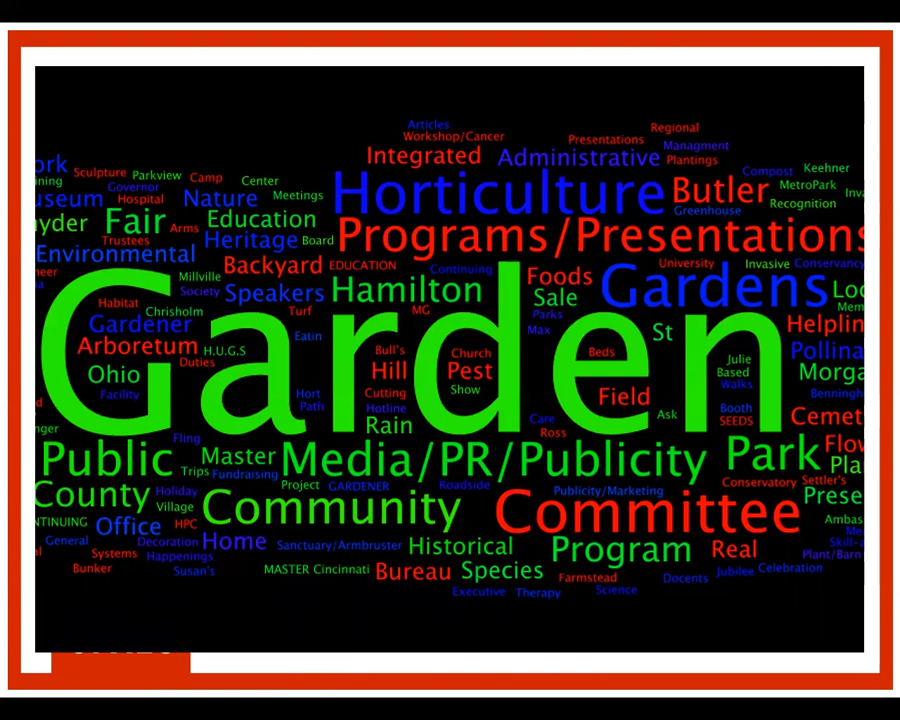 Articles
Workshop/Cancer
Regional
Presentations
Integrated Administrative Managment
Plantings
Sculpture Parkview Camp Center
Compost Keehner
Governor
Hospital Nature Meetings
Horticulture Butler MetroPark
Greenhouse Recognition
Fair Arms Education
Trustees Heritage Board
Programs/Presentations
Environmental
Backyard EDUCATION Continuing
University Invasive Conservancy
Millville
Society Speakers Hamilton
Foods
Sale
Gardens
Garden
Habitat Chrisholm
Turf MG
Parks
Max
St
Gardener Eatin
Arboretum H.U.G.S
Duties
Bull's Church
Hill Pest
Beds
Julie
Based
Ohio
Facility
Hort
Path
Cutting Show
Hotline
Rain
Field
Walks
Booth
SEEDS
Care
Ross
Ask
Fling
Public Master Media/PR/Publicity Park
Trips Fundraising
Project GARDENER Roadside
Conservatory Settler's
County Holiday
Village
Community
Publicity/Marketing
Committee
Office HPC
General Decoration Home
Sanctuary/Armbruster Historical Program Real
Systems Happenings
Plant/Barn
Bunker Susan's
MASTER Cincinnati Bureau Species
Farmstead Docents Jubilee Celebration
Executive Therapy Science